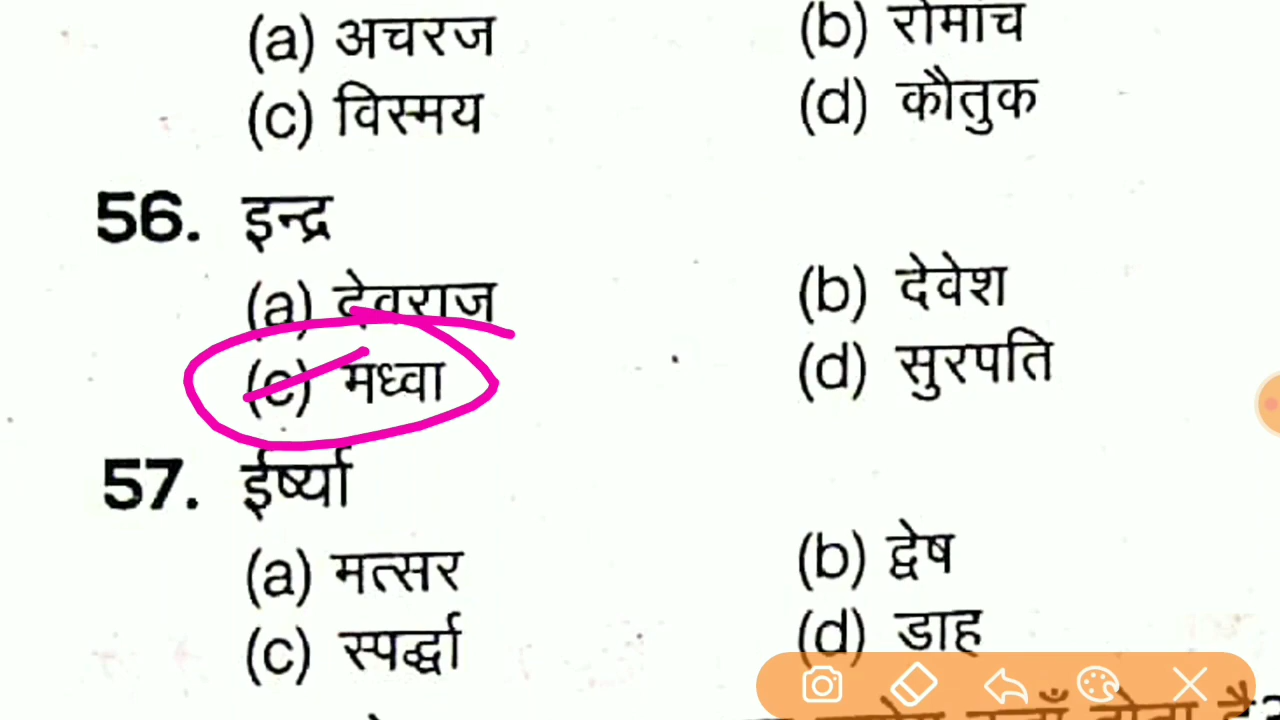 (a) अचरज (b) रोमांच
(c) विस्मय (d) कौतुक
56. इन्द्र
(a) देवराज (b) देवेश
(c) मध्वा (d) सुरपति
57. ईर्ष्या
(a) मत्सर (b) द्वेष
(c) स्पर्द्धा (d) डाह